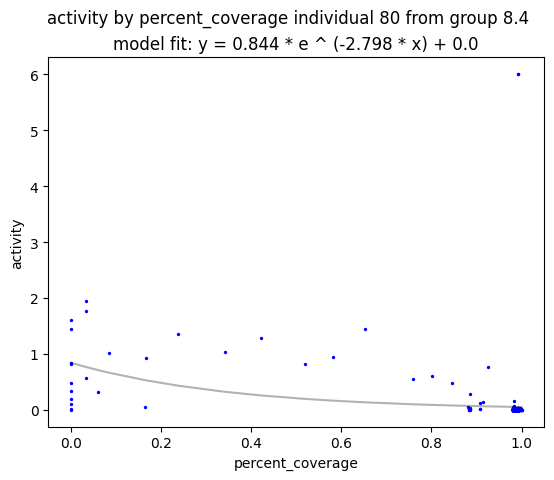 activity by percent_coverage individual 80 from group 8.4
model fit: y = 0.844 * e ^ (-2.798 * x) + 0.0
6
5
4
3
2
1
0
activity
0.0 0.2 0.4 0.6 0.8 1.0
percent_coverage